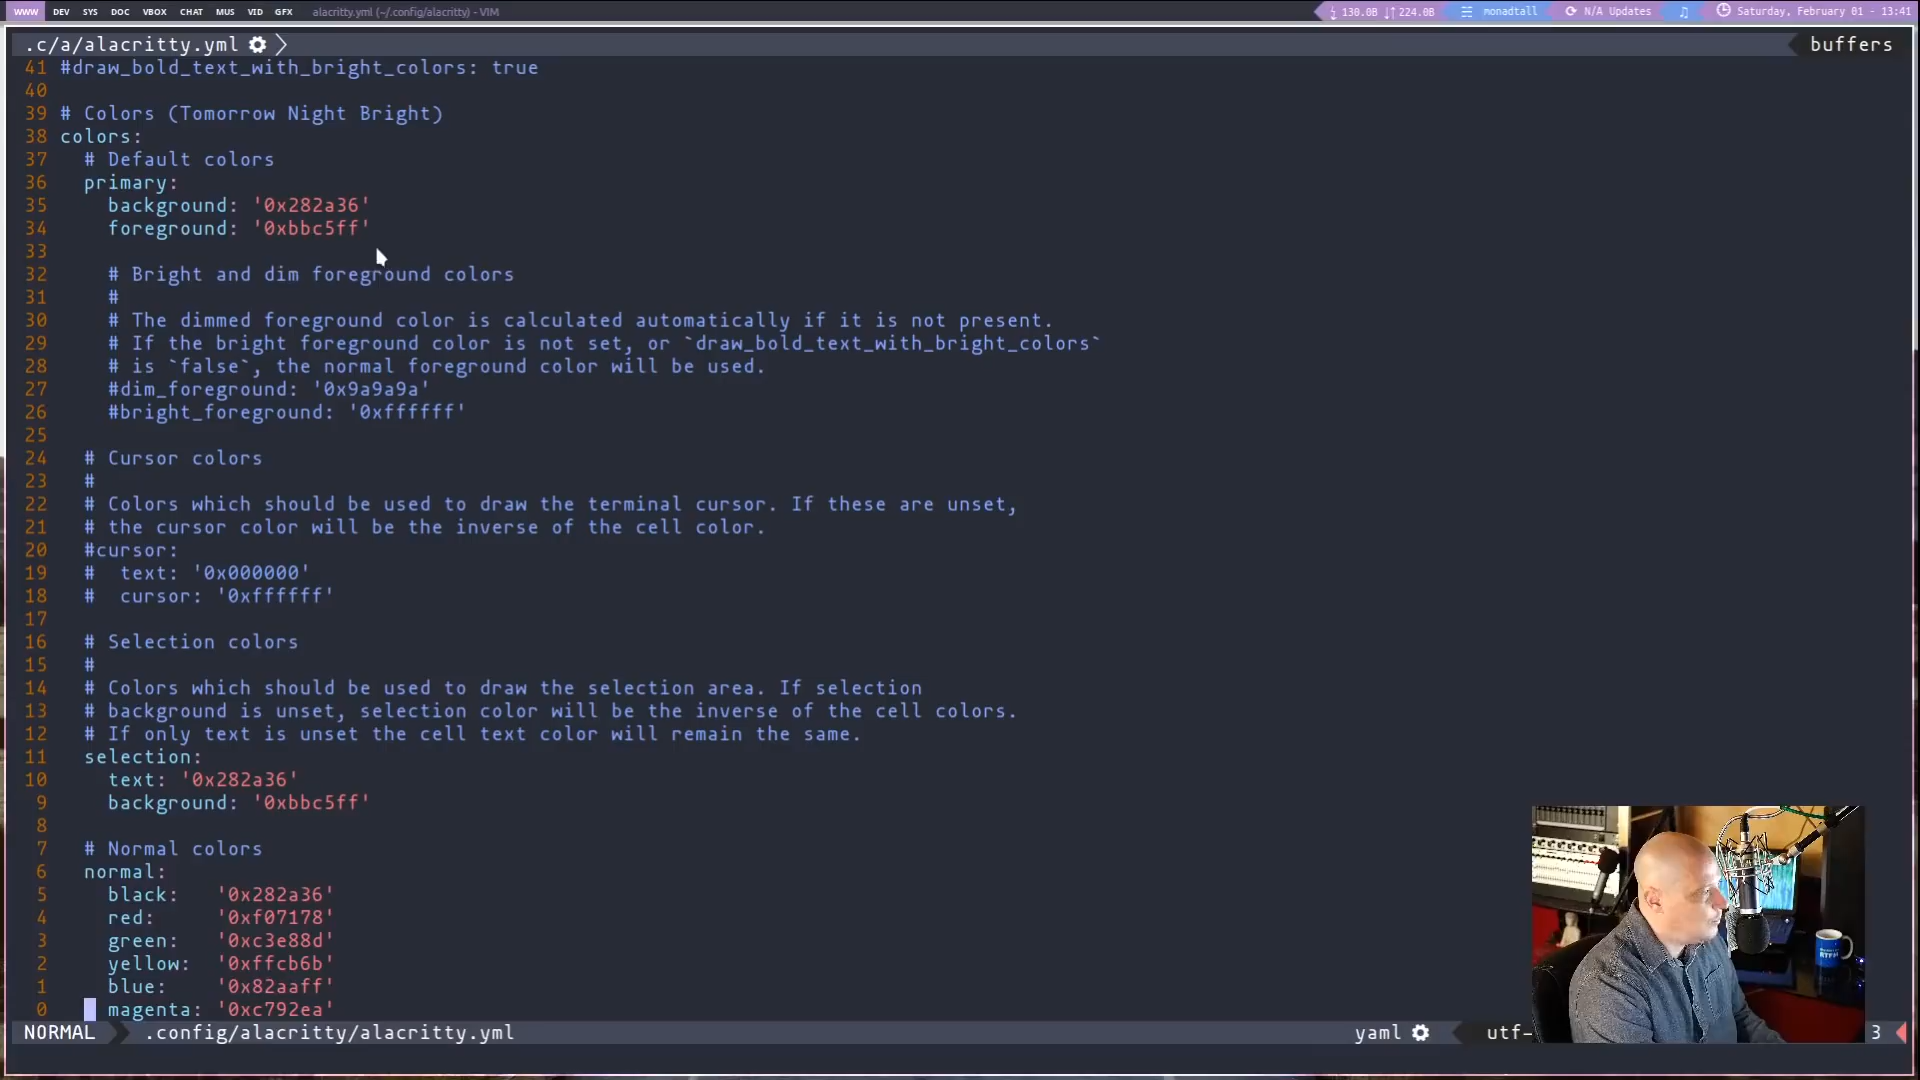 WWW DEV SYS DOC VBOX CHAT MUS VID GFX alacritty.yml (~/.config/alacritty) - VIM 130.0B 224.0B monadtall N/A Updates Saturday, February 01 - 13:41
.c/a/alacritty.yml buffers
41 #draw_bold_text_with_bright_colors: true
40
39 # Colors (Tomorrow Night Bright)
38 colors:
37 # Default colors
36 primary:
35 background: '0x282a36'
34 foreground: '0xbbc5ff'
33
32 # Bright and dim foreground colors
31 #
30 # The dimmed foreground color is calculated automatically if it is not present.
29 # If the bright foreground color is not set, or `draw_bold_text_with_bright_colors`
28 # is `false`, the normal foreground color will be used.
27 #dim_foreground: '0x9a9a9a'
26 #bright_foreground: '0xffffff'
25
24 # Cursor colors
23 #
22 # Colors which should be used to draw the terminal cursor. If these are unset,
21 # the cursor color will be the inverse of the cell color.
20 #cursor:
19 # text: '0x000000'
18 # cursor: '0xffffff'
17
16 # Selection colors
15 #
14 # Colors which should be used to draw the selection area. If selection
13 # background is unset, selection color will be the inverse of the cell colors.
12 # If only text is unset the cell text color will remain the same.
11 selection:
10 text: '0x282a36'
9 background: '0xbbc5ff'
8
7 # Normal colors
6 normal:
5 black: '0x282a36'
4 red: '0xf07178'
3 green: '0xc3e88d'
2 yellow: '0xffcb6b'
1 blue: '0x82aaff'
0 magenta: '0xc792ea'
NORMAL .config/alacritty/alacritty.yml yaml utf- 3